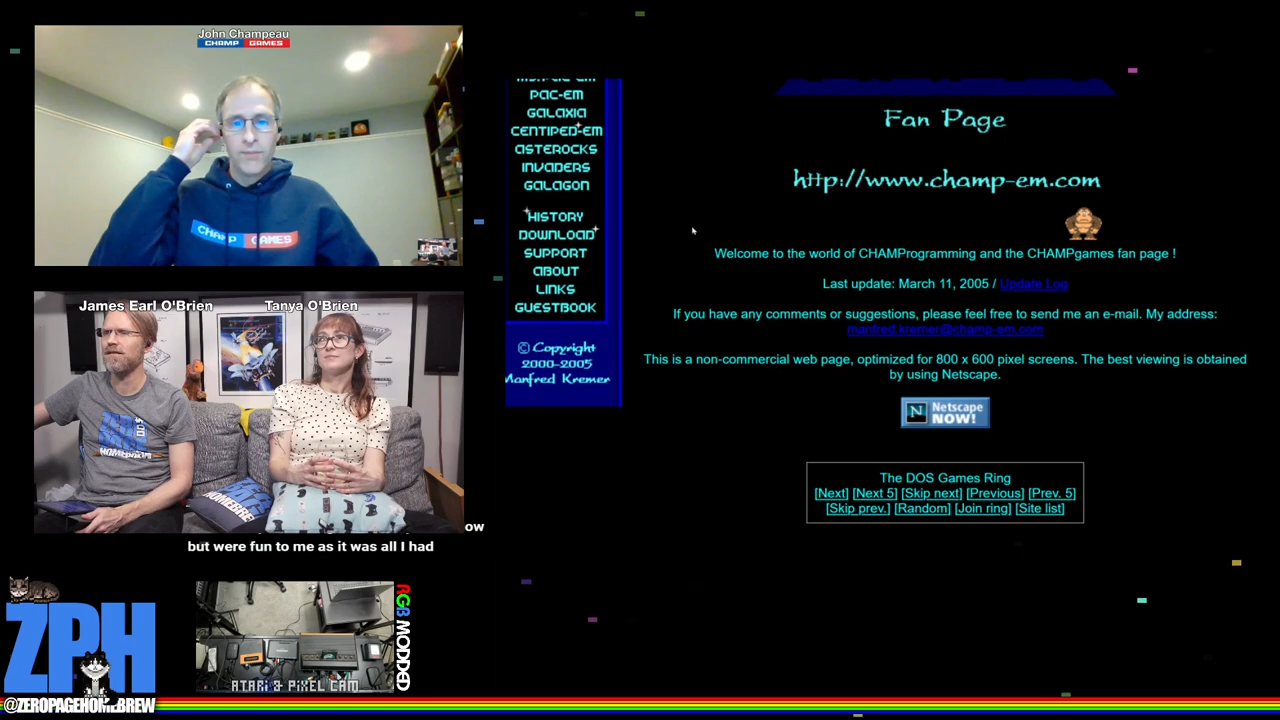 John Champeau
CHAMP GAMES
CHAMP GAMES
James Earl O'Brien
Tanya O'Brien
HOMEBREW
ow
but were fun to me as it was all I had
ZPH
@ZEROPAGEHOMEBREW
ATARI & PIXEL CAM
RGB MODDED
MS.PAC-EM
PAC-EM
GALAXIA
CENTIPED-EM
ASTEROCKS
INVADERS
GALAGON
HISTORY
DOWNLOAD
SUPPORT
ABOUT
LINKS
GUESTBOOK
© Copyright
2000-2005
Manfred Kremer
Fan Page
http://www.champ-em.com
Welcome to the world of CHAMProgramming and the CHAMPgames fan page !
Last update: March 11, 2005 / Update Log
If you have any comments or suggestions, please feel free to send me an e-mail. My address:
manfred.kremer@champ-em.com
This is a non-commercial web page, optimized for 800 x 600 pixel screens. The best viewing is obtained
by using Netscape.
N Netscape
NOW!
The DOS Games Ring
[Next] [Next 5] [Skip next] [Previous] [Prev. 5]
[Skip prev.] [Random] [Join ring] [Site list]